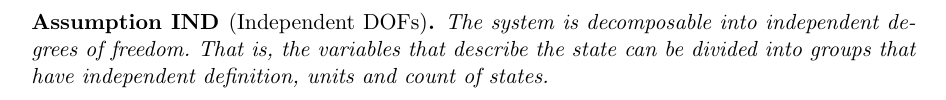 Assumption IND (Independent DOFs). The system is decomposable into independent de-
grees of freedom. That is, the variables that describe the state can be divided into groups that
have independent definition, units and count of states.